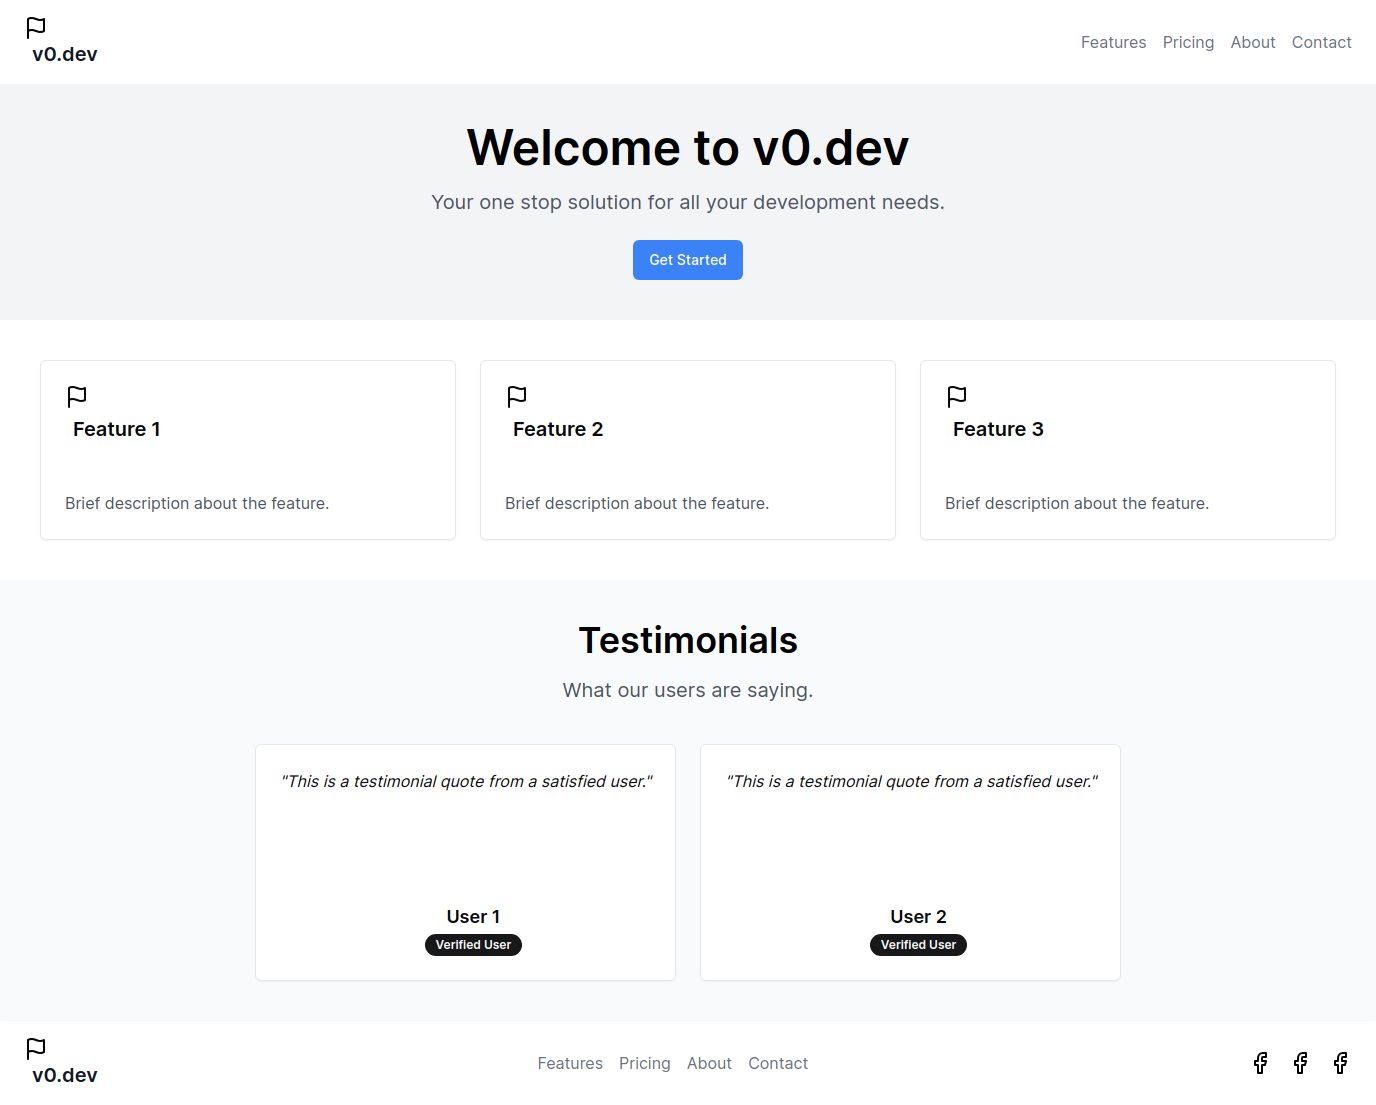 v0.dev
Features Pricing About Contact
Welcome to v0.dev
Your one stop solution for all your development needs.
Get Started
Feature 1
Brief description about the feature.
Feature 2
Brief description about the feature.
Feature 3
Brief description about the feature.
Testimonials
What our users are saying.
"This is a testimonial quote from a satisfied user."
User 1
Verified User
"This is a testimonial quote from a satisfied user."
User 2
Verified User
v0.dev
Features Pricing About Contact